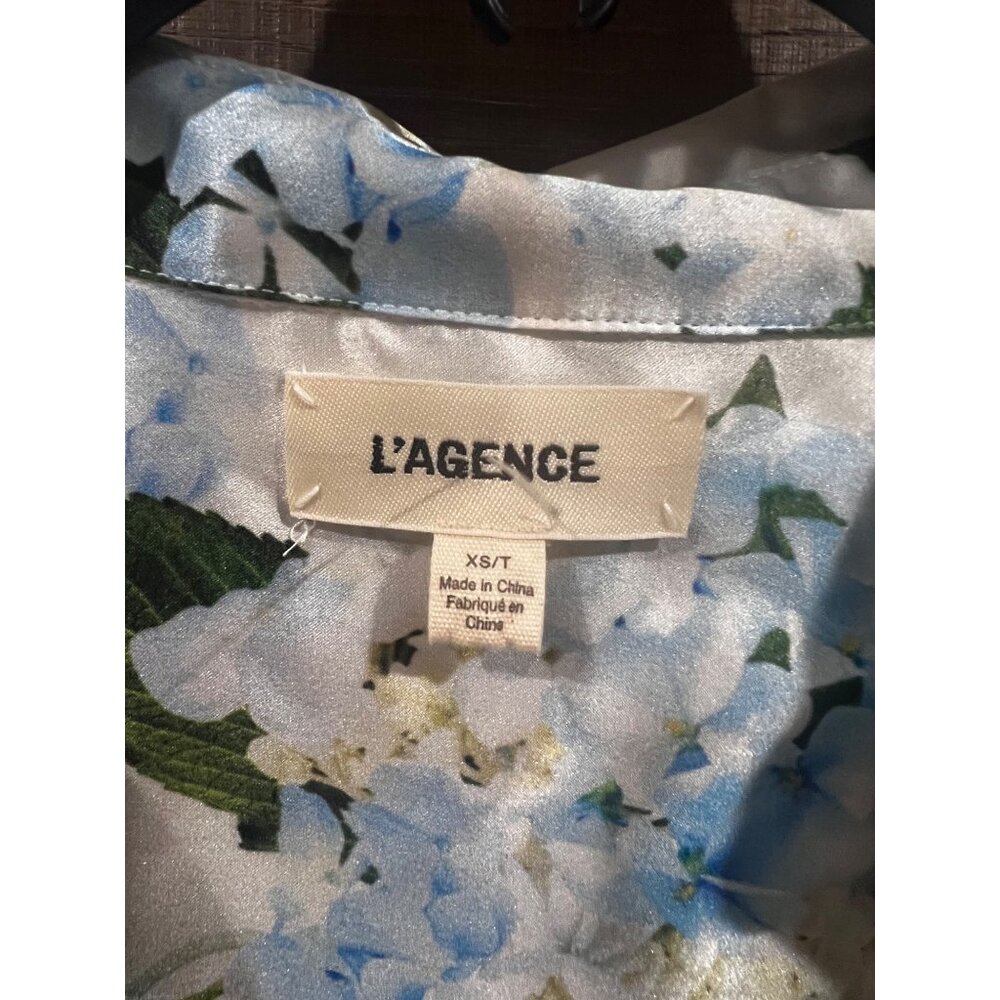 L'AGENCE
XS/T
Made in China
Fabriqué en
Chine